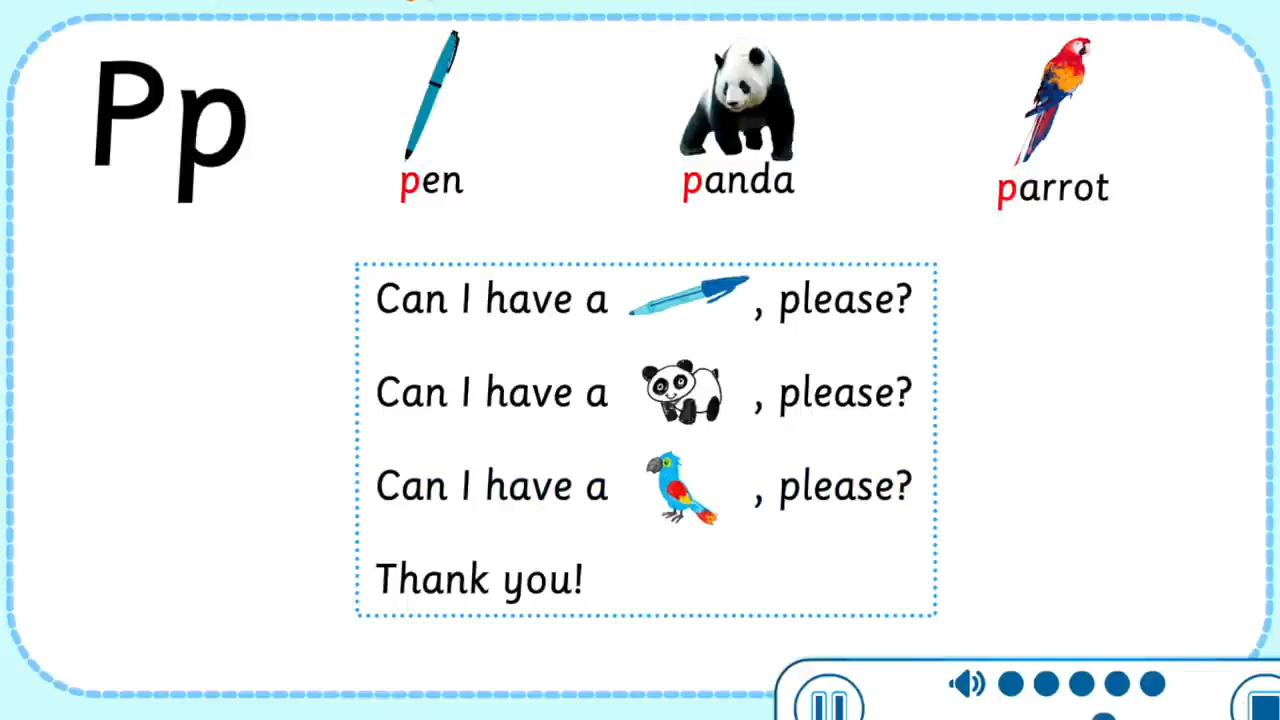 Pp
pen
panda
parrot
Can I have a , please?
Can I have a , please?
Can I have a , please?
Thank you!